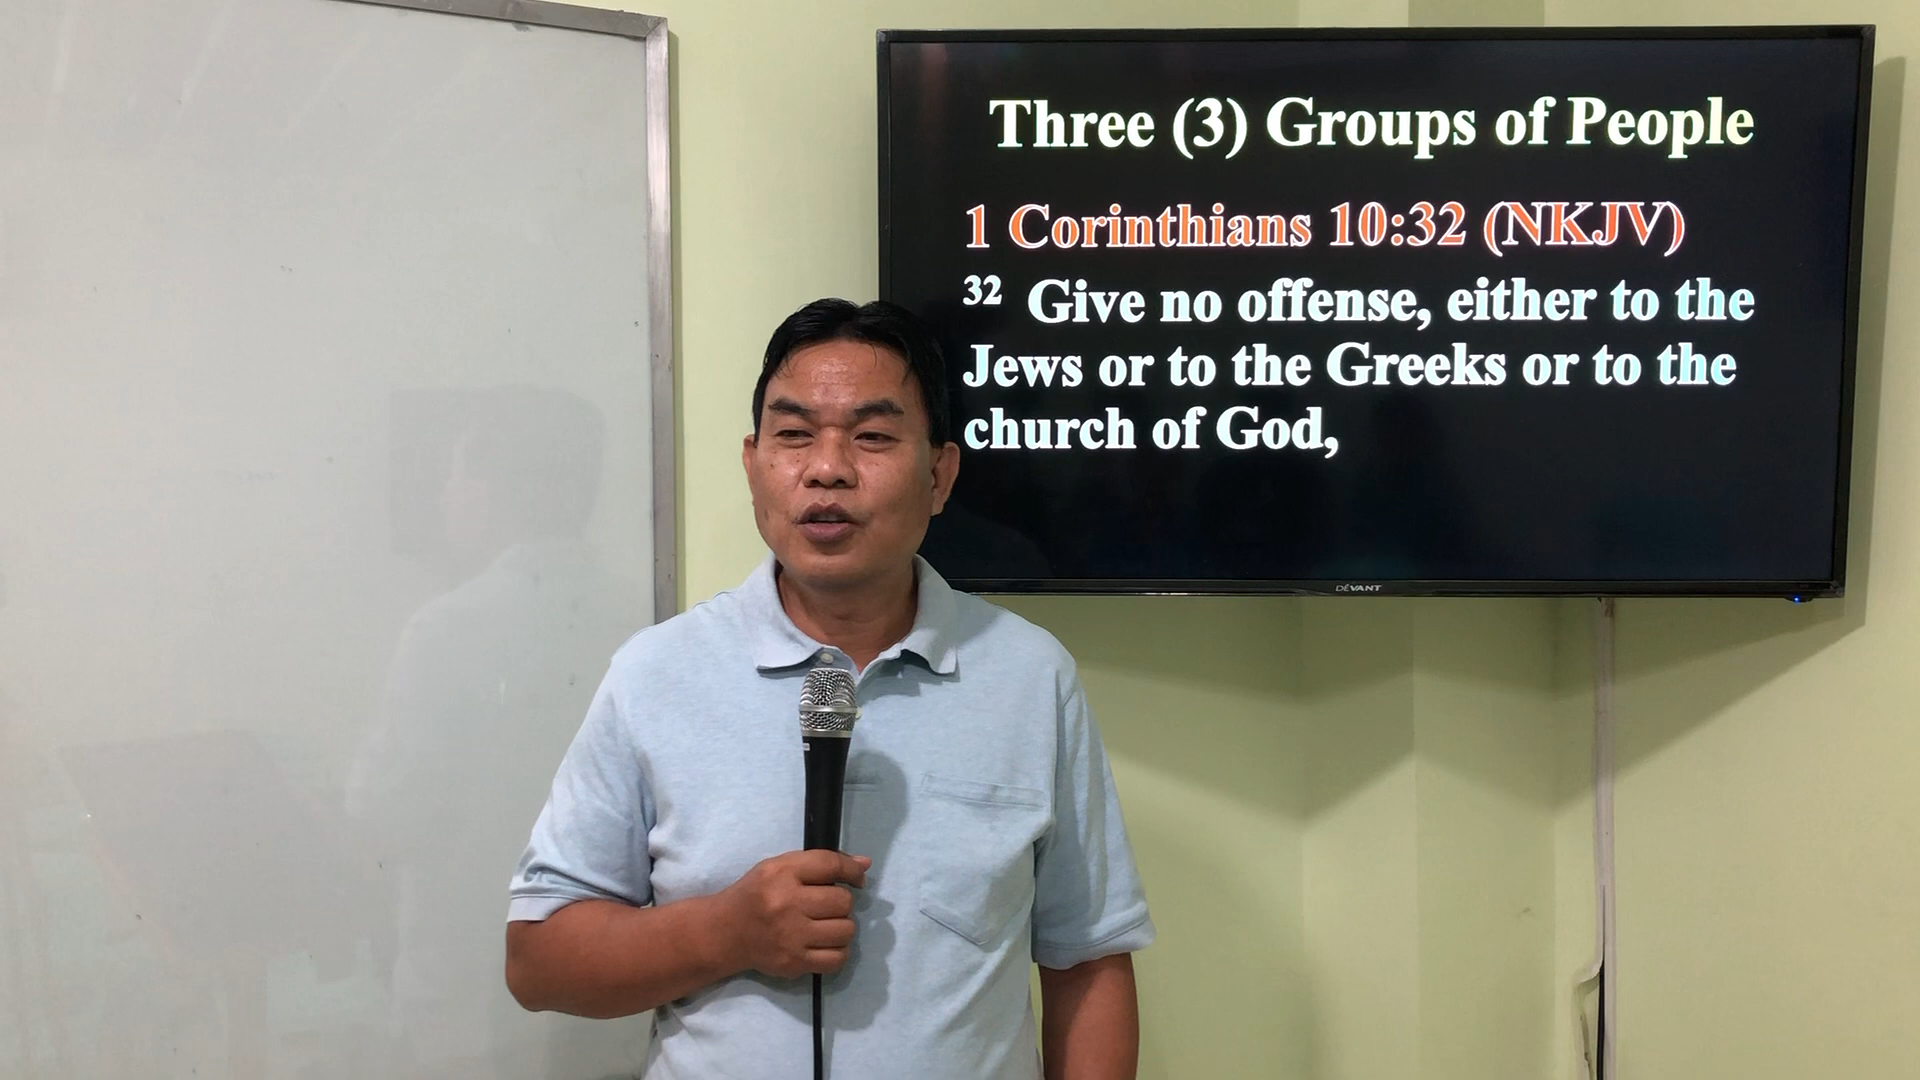 Three (3) Groups of People
1 Corinthians 10:32 (NKJV)
32 Give no offense, either to the
Jews or to the Greeks or to the
church of God,
DEVANT